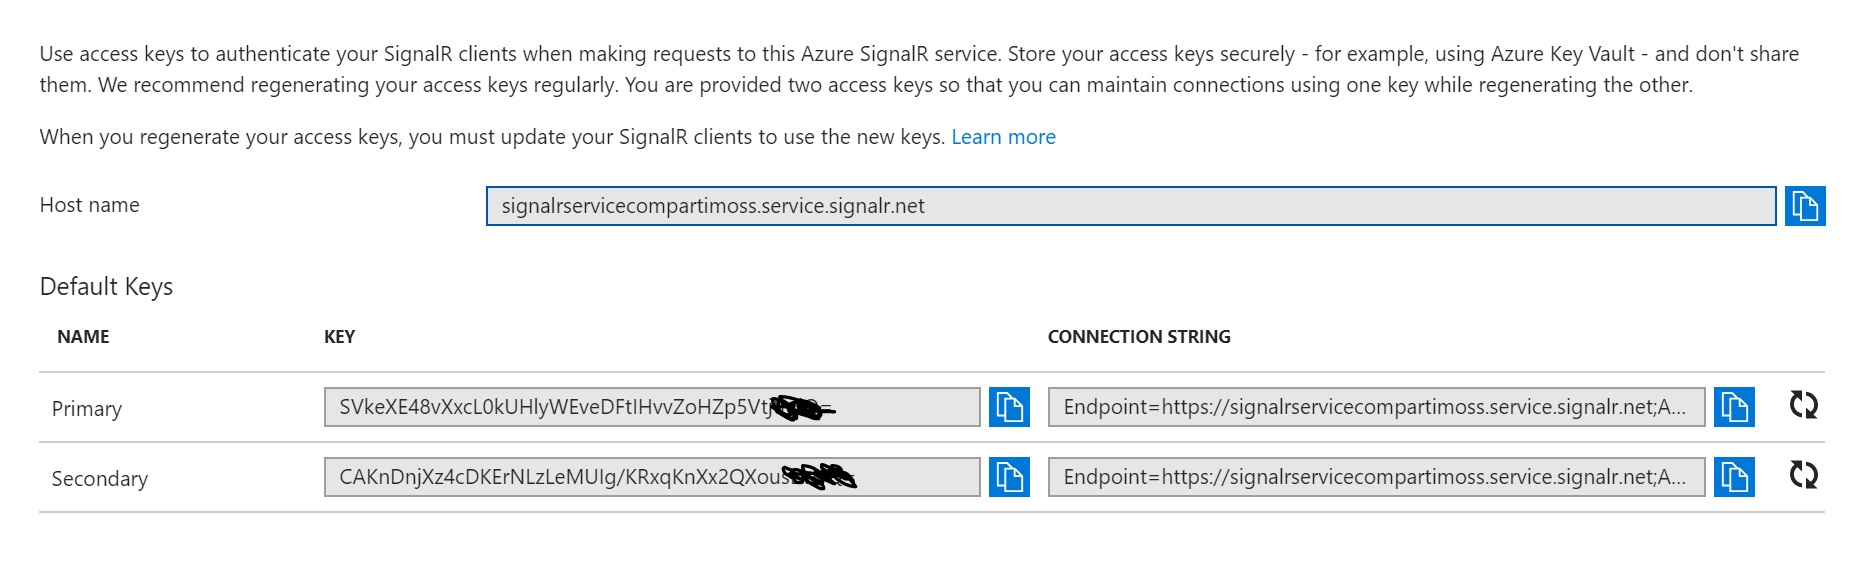 Use access keys to authenticate your SignalR clients when making requests to this Azure SignalR service. Store your access keys securely - for example, using Azure Key Vault - and don't share
them. We recommend regenerating your access keys regularly. You are provided two access keys so that you can maintain connections using one key while regenerating the other.
When you regenerate your access keys, you must update your SignalR clients to use the new keys. Learn more
Host name signalrservicecompartimoss.service.signalr.net
Default Keys
NAME KEY CONNECTION STRING
Primary Endpoint=https://signalrservicecompartimoss.service.signalr.net;A...
Secondary Endpoint=https://signalrservicecompartimoss.service.signalr.net;A...